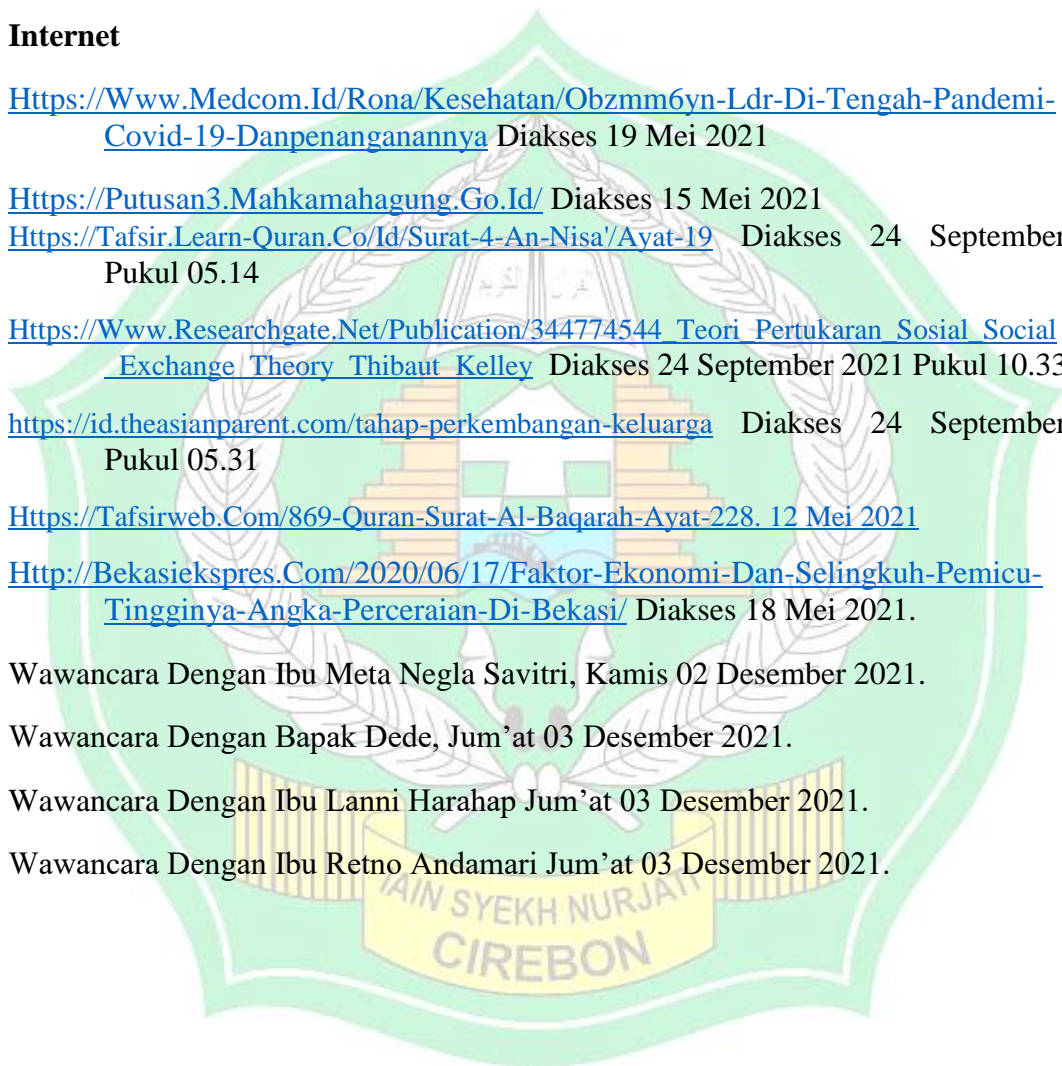 Internet
Https://Www.Medcom.Id/Rona/Kesehatan/Obzmm6yn-Ldr-Di-Tengah-Pandemi-
Covid-19-Danpenanganannya Diakses 19 Mei 2021
Https://Putusan3.Mahkamahagung.Go.Id/ Diakses 15 Mei 2021
Https://Tafsir.Learn-Quran.Co/Id/Surat-4-An-Nisa'/Ayat-19 Diakses 24 September
Pukul 05.14
Https://Www.Researchgate.Net/Publication/344774544_Teori_Pertukaran_Sosial_Social
_Exchange_Theory_Thibaut_Kelley Diakses 24 September 2021 Pukul 10.33
https://id.theasianparent.com/tahap-perkembangan-keluarga Diakses 24 September
Pukul 05.31
Https://Tafsirweb.Com/869-Quran-Surat-Al-Baqarah-Ayat-228. 12 Mei 2021
Http://Bekasiekspres.Com/2020/06/17/Faktor-Ekonomi-Dan-Selingkuh-Pemicu-
Tingginya-Angka-Perceraian-Di-Bekasi/ Diakses 18 Mei 2021.
Wawancara Dengan Ibu Meta Negla Savitri, Kamis 02 Desember 2021.
Wawancara Dengan Bapak Dede, Jum’at 03 Desember 2021.
Wawancara Dengan Ibu Lanni Harahap Jum’at 03 Desember 2021.
Wawancara Dengan Ibu Retno Andamari Jum’at 03 Desember 2021.
IAIN SYEKH NURJATI
CIREBON